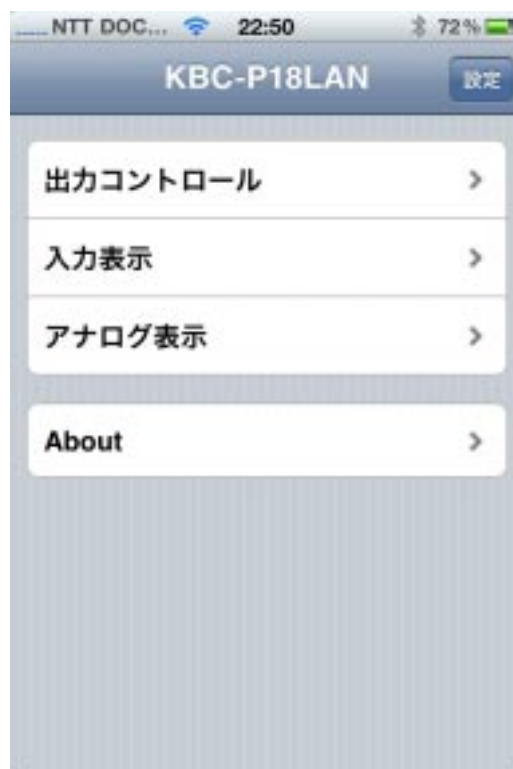 NTT DOC... 22:50 72%
KBC-P18LAN 設定
出力コントロール
入力表示
アナログ表示
About